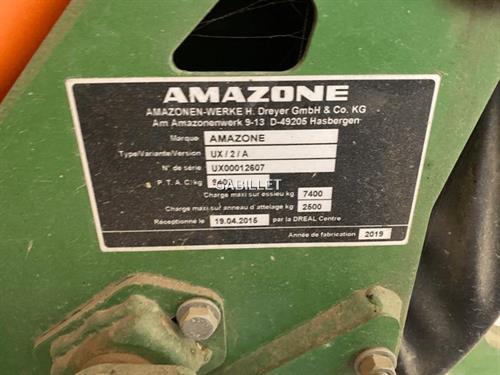 AMAZONE
AMAZONEN-WERKE H. Dreyer GmbH & Co. KG
Am Amazonenwerk 9-13 D-49205 Hasbergen
Marque AMAZONE
Type/Variante/Version UX / 2 / A
N° de série UX00012607
P. T. A. C. kg
CABILLET
Charge maxi sur essieu kg 7400
Charge maxi sur anneau d'attelage kg 2500
Réceptionné le 19.04.2015 par la DREAL Centre
Année de fabrication 2019